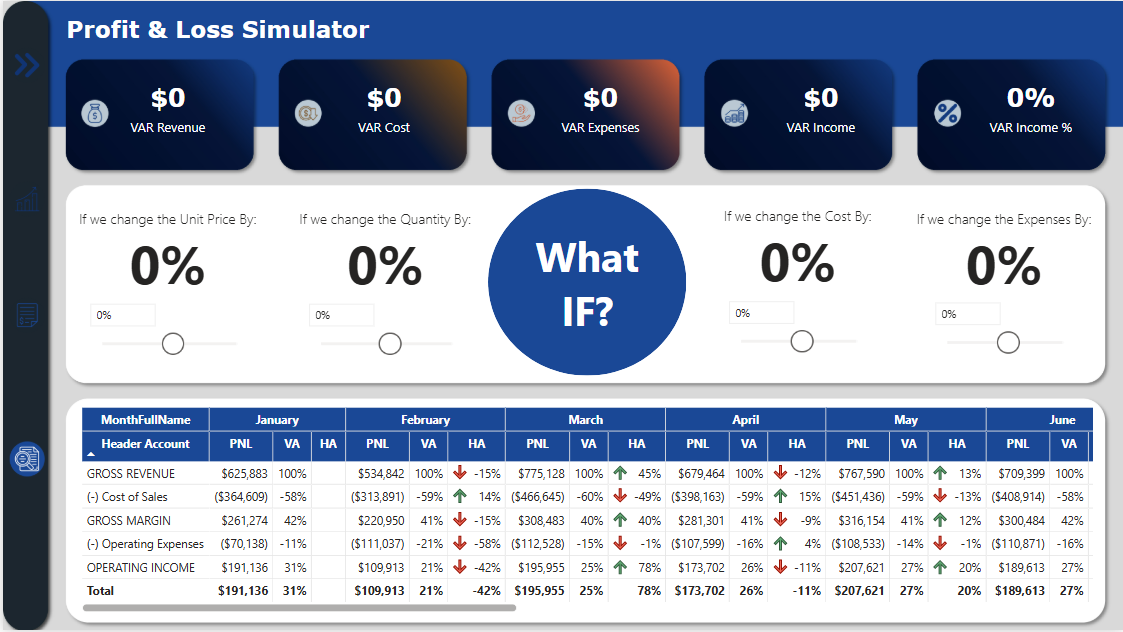 Profit & Loss Simulator
$0 $0 $0 $0 0%
VAR Revenue VAR Cost VAR Expenses VAR Income VAR Income %
If we change the Unit Price By: If we change the Quantity By: If we change the Cost By: If we change the Expenses By:
0% 0% 0% 0%
What
IF?
0% 0% 0% 0%
MonthFullName January February March April May June
Header Account PNL VA HA PNL VA HA PNL VA HA PNL VA HA PNL VA HA PNL VA
GROSS REVENUE $625,883 100% $534,842 100% -15% $775,128 100% 45% $679,464 100% -12% $767,590 100% 13% $709,399 100%
(-) Cost of Sales ($364,609) -58% ($313,891) -59% 14% ($466,645) -60% -49% ($398,163) -59% 15% ($451,436) -59% -13% ($408,914) -58%
GROSS MARGIN $261,274 42% $220,950 41% -15% $308,483 40% 40% $281,301 41% -9% $316,154 41% 12% $300,484 42%
(-) Operating Expenses ($70,138) -11% ($111,037) -21% -58% ($112,528) -15% -1% ($107,599) -16% 4% ($108,533) -14% -1% ($110,871) -16%
OPERATING INCOME $191,136 31% $109,913 21% -42% $195,955 25% 78% $173,702 26% -11% $207,621 27% 20% $189,613 27%
Total $191,136 31% $109,913 21% -42% $195,955 25% 78% $173,702 26% -11% $207,621 27% 20% $189,613 27%